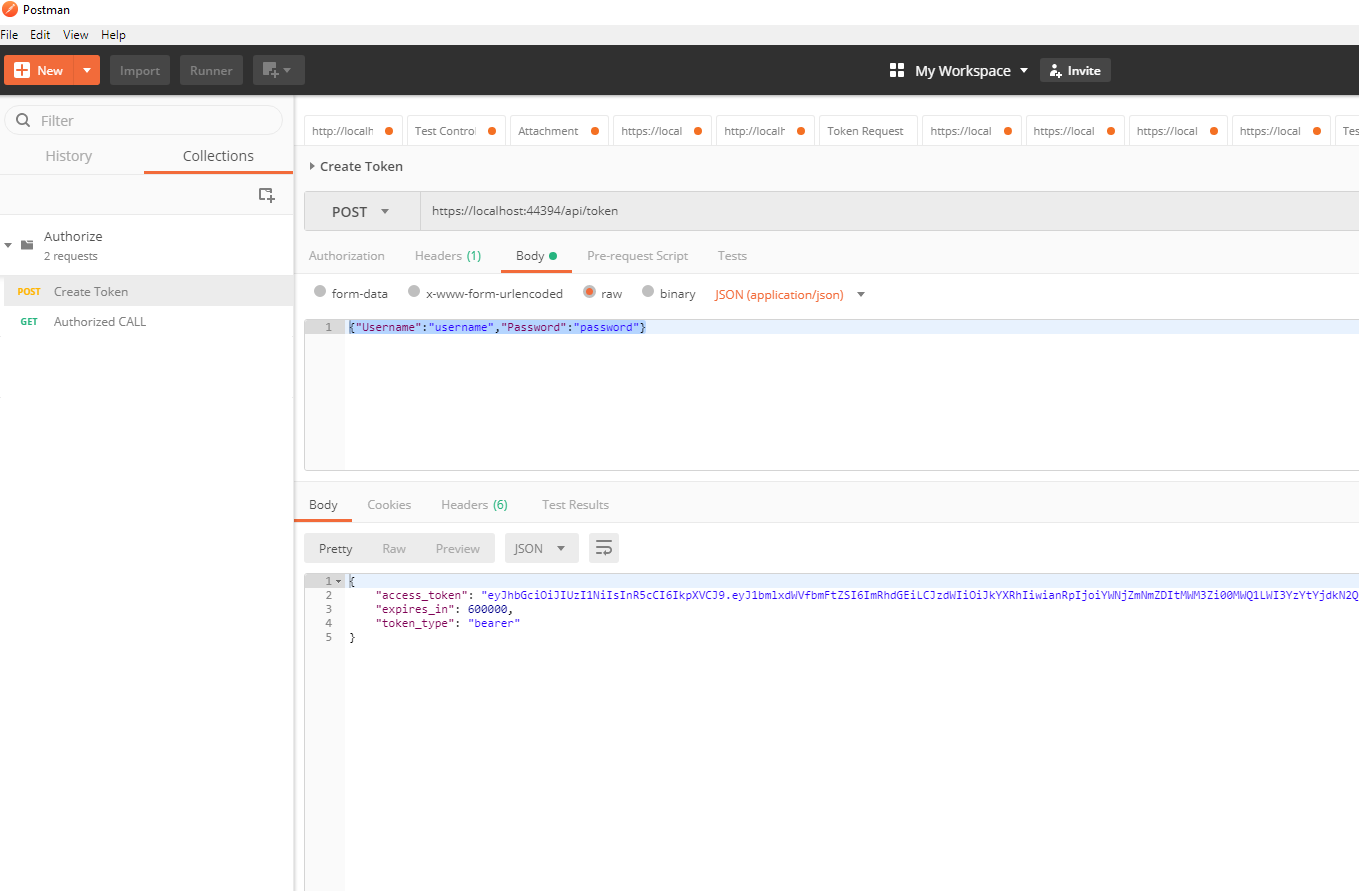 Postman
File Edit View Help
New Import Runner My Workspace Invite
Filter
History Collections
Authorize
2 requests
POST Create Token
GET Authorized CALL
http://localh Test Contro Attachment https://local http://localh Token Request https://local https://local https://local https://local Tes
Create Token
POST https://localhost:44394/api/token
Authorization Headers (1) Body Pre-request Script Tests
form-data x-www-form-urlencoded raw binary JSON (application/json)
1 {"Username":"username","Password":"password"}
Body Cookies Headers (6) Test Results
Pretty Raw Preview JSON
1 {
2 "access_token": "eyJhbGciOiJIUzI1NiIsInR5cCI6IkpXVCJ9.eyJ1bmlxdWVfbmFtZSI6ImRhdGEiLCJzdWIiOiJkYXRhIiwianRpIjoiYWNjZmNmZDItMWM3Zi00MWQ1LWI3YzYtYjdkN2Q
3 "expires_in": 600000,
4 "token_type": "bearer"
5 }